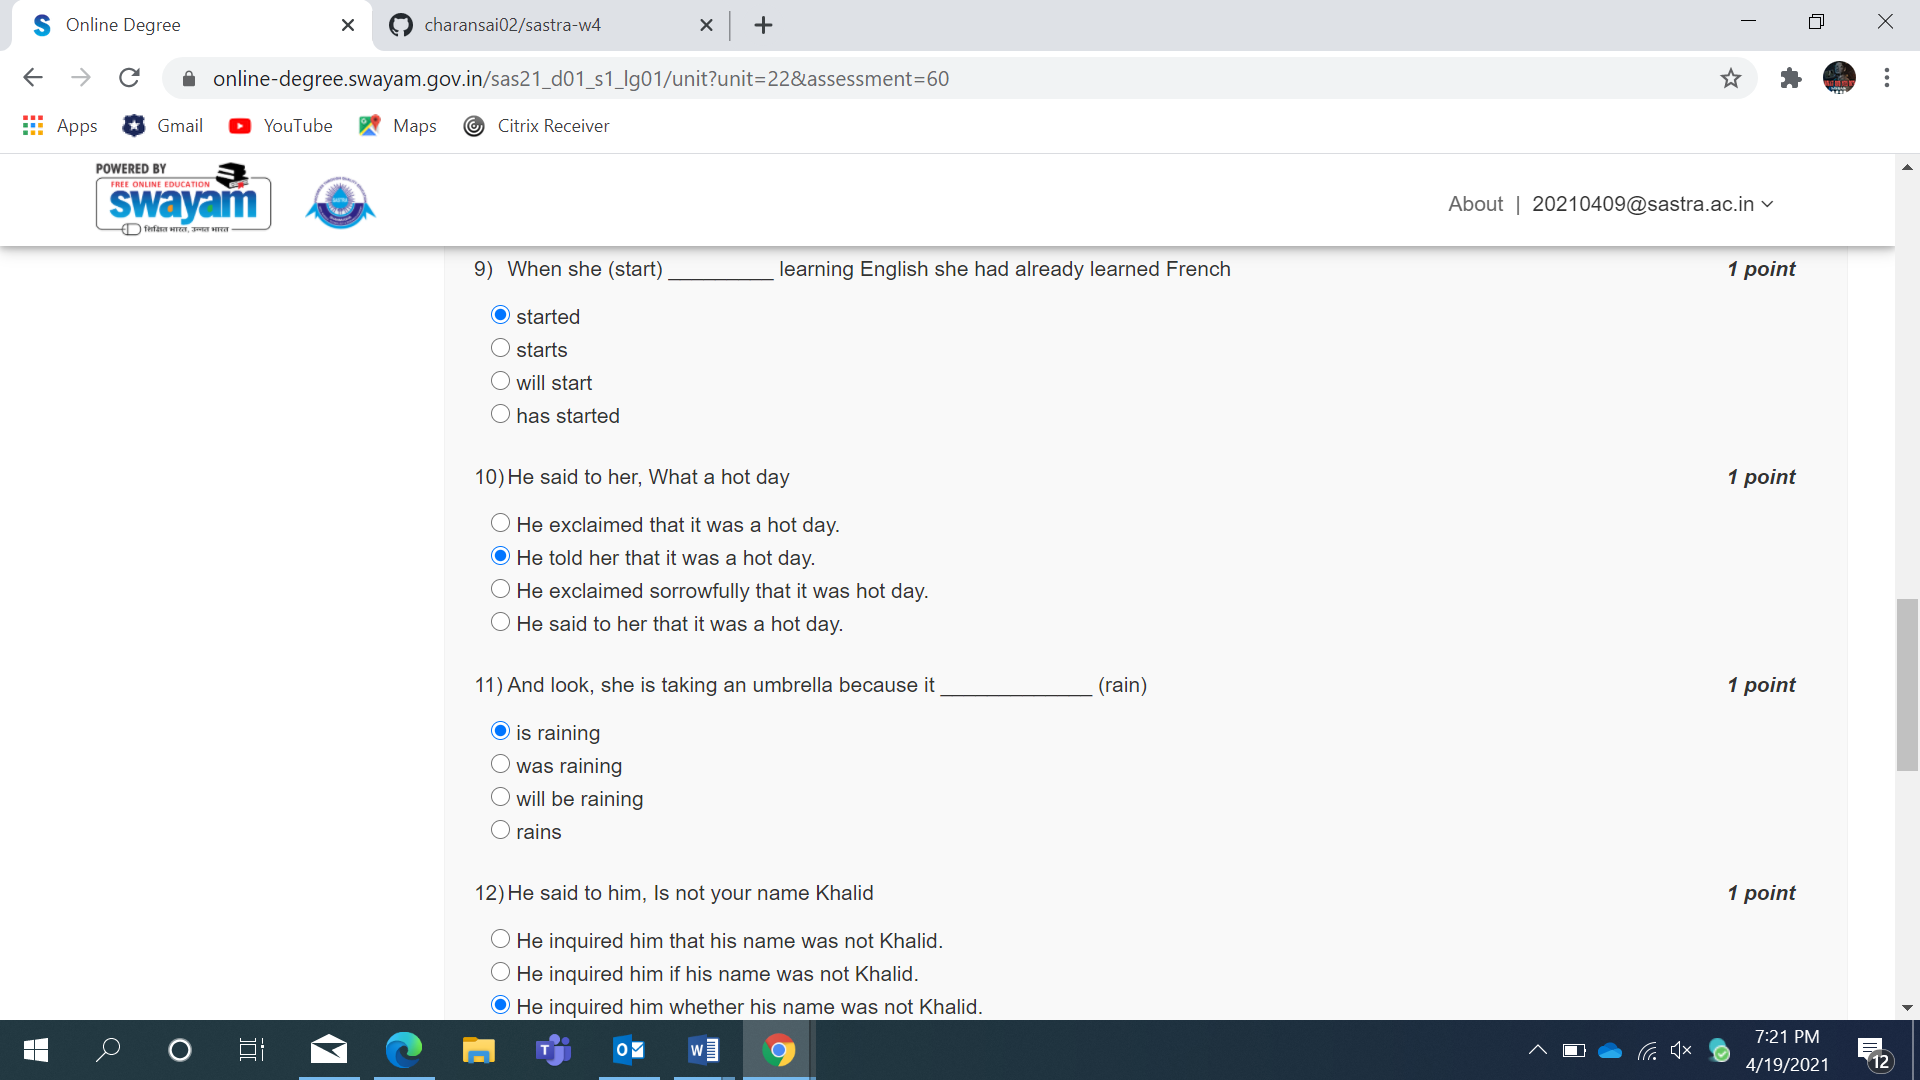 Online Degree
charansai02/sastra-w4
online-degree.swayam.gov.in/sas21_d01_s1_lg01/unit?unit=22&assessment=60
Apps Gmail YouTube Maps Citrix Receiver
POWERED BY
FREE ONLINE EDUCATION
swayam
शिक्षित भारत, उन्नत भारत
About | 20210409@sastra.ac.in
9) When she (start) _________ learning English she had already learned French 1 point
started
starts
will start
has started
10) He said to her, What a hot day 1 point
He exclaimed that it was a hot day.
He told her that it was a hot day.
He exclaimed sorrowfully that it was hot day.
He said to her that it was a hot day.
11) And look, she is taking an umbrella because it _____________ (rain) 1 point
is raining
was raining
will be raining
rains
12) He said to him, Is not your name Khalid 1 point
He inquired him that his name was not Khalid.
He inquired him if his name was not Khalid.
He inquired him whether his name was not Khalid.
7:21 PM
4/19/2021
12